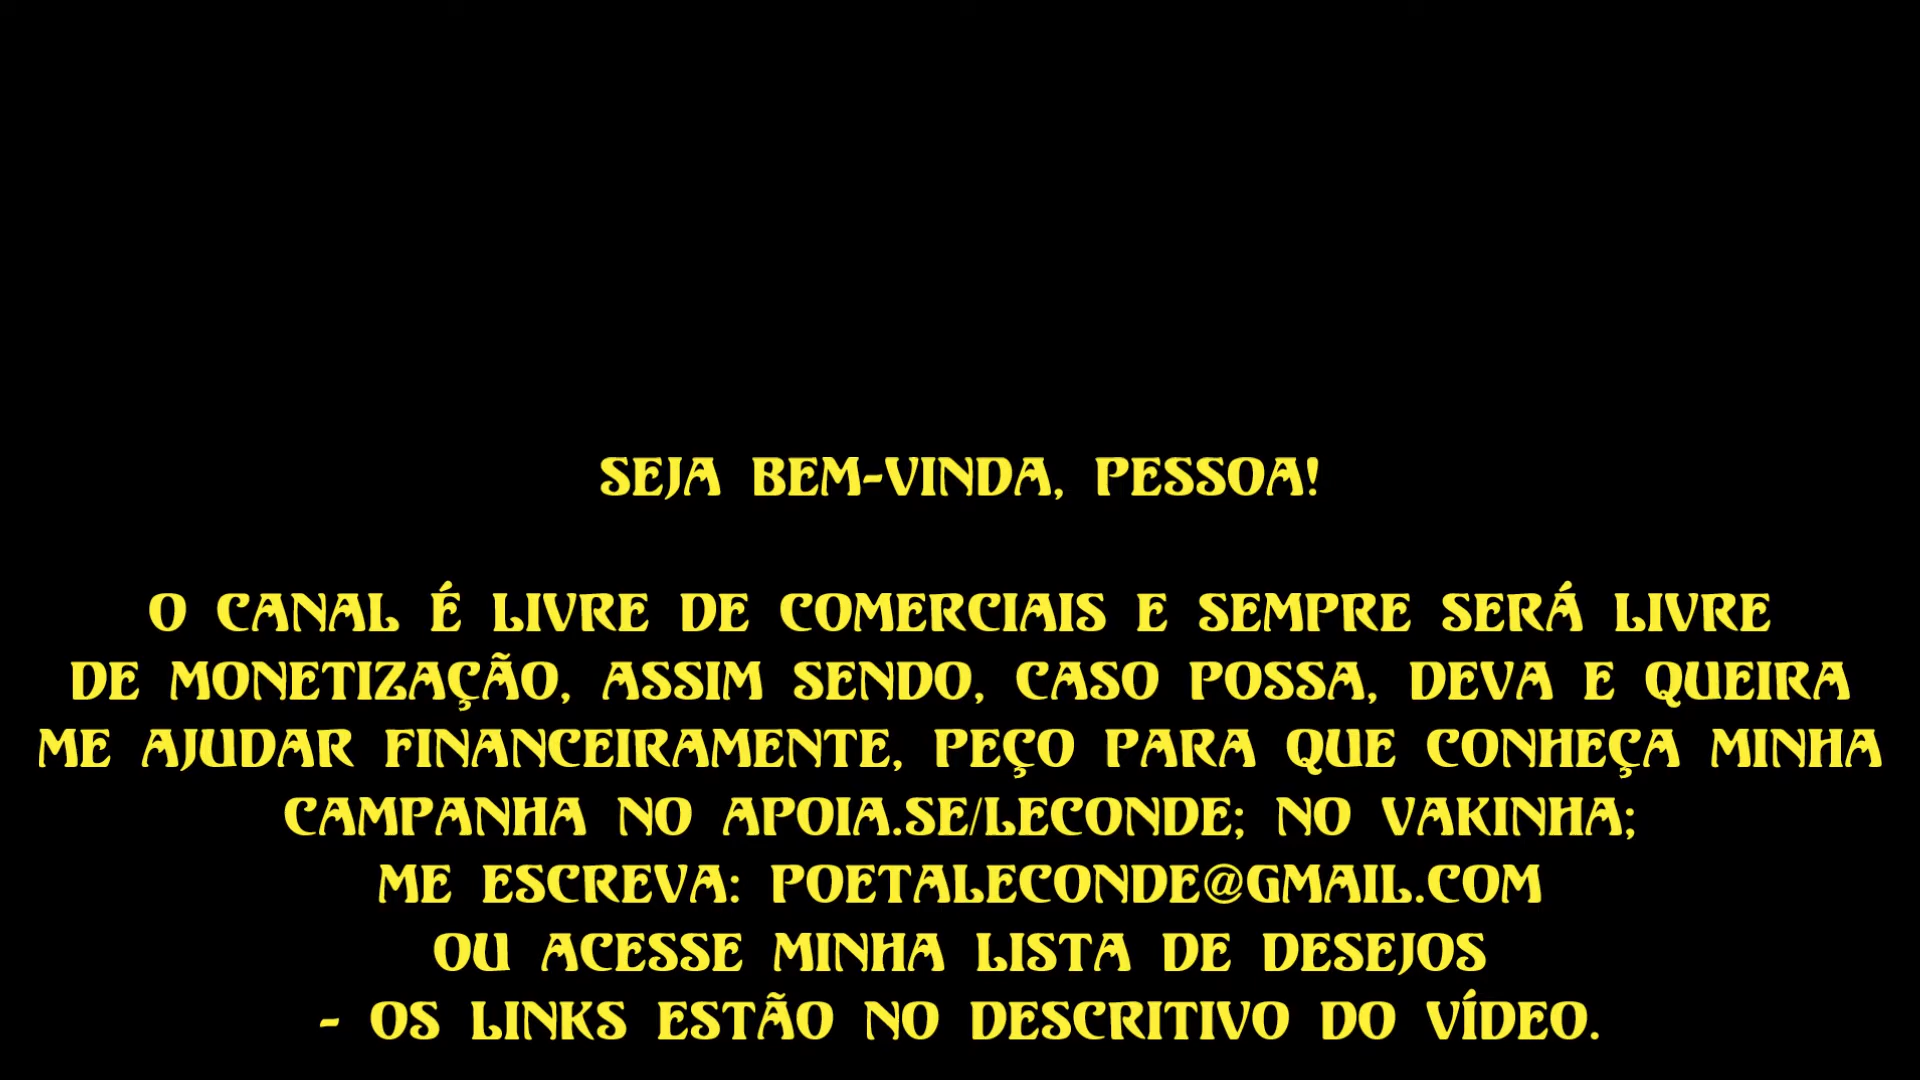 SEJA BEM-VINDA, PESSOA!
O CANAL É LIVRE DE COMERCIAIS E SEMPRE SERÁ LIVRE
DE MONETIZAÇÃO, ASSIM SENDO, CASO POSSA, DEVA E QUEIRA
ME AJUDAR FINANCEIRAMENTE, PEÇO PARA QUE CONHEÇA MINHA
CAMPANHA NO APOIA.SE/LECONDE; NO VAKINHA;
ME ESCREVA: POETALECONDE@GMAIL.COM
OU ACESSE MINHA LISTA DE DESEJOS
- OS LINKS ESTÃO NO DESCRITIVO DO VÍDEO.